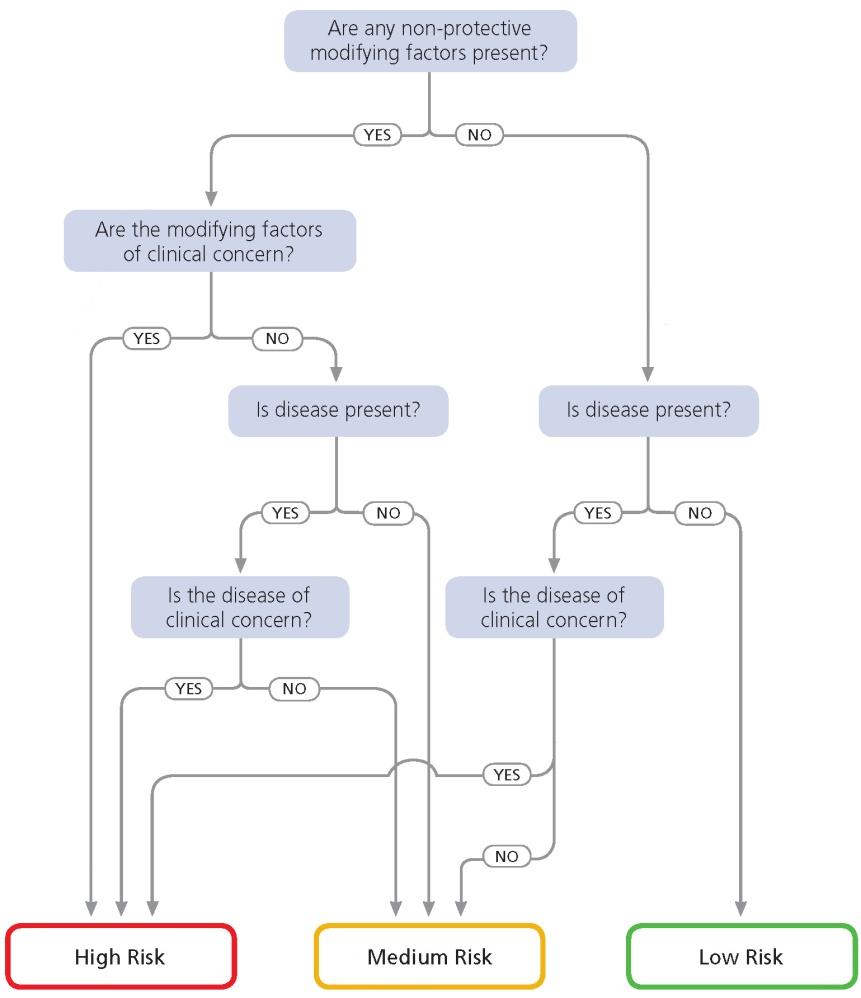 Are any non-protective
modifying factors present?
YES
NO
Are the modifying factors
of clinical concern?
YES
NO
Is disease present?
Is disease present?
YES
NO
YES
NO
Is the disease of
clinical concern?
Is the disease of
clinical concern?
YES
NO
YES
NO
High Risk
Medium Risk
Low Risk